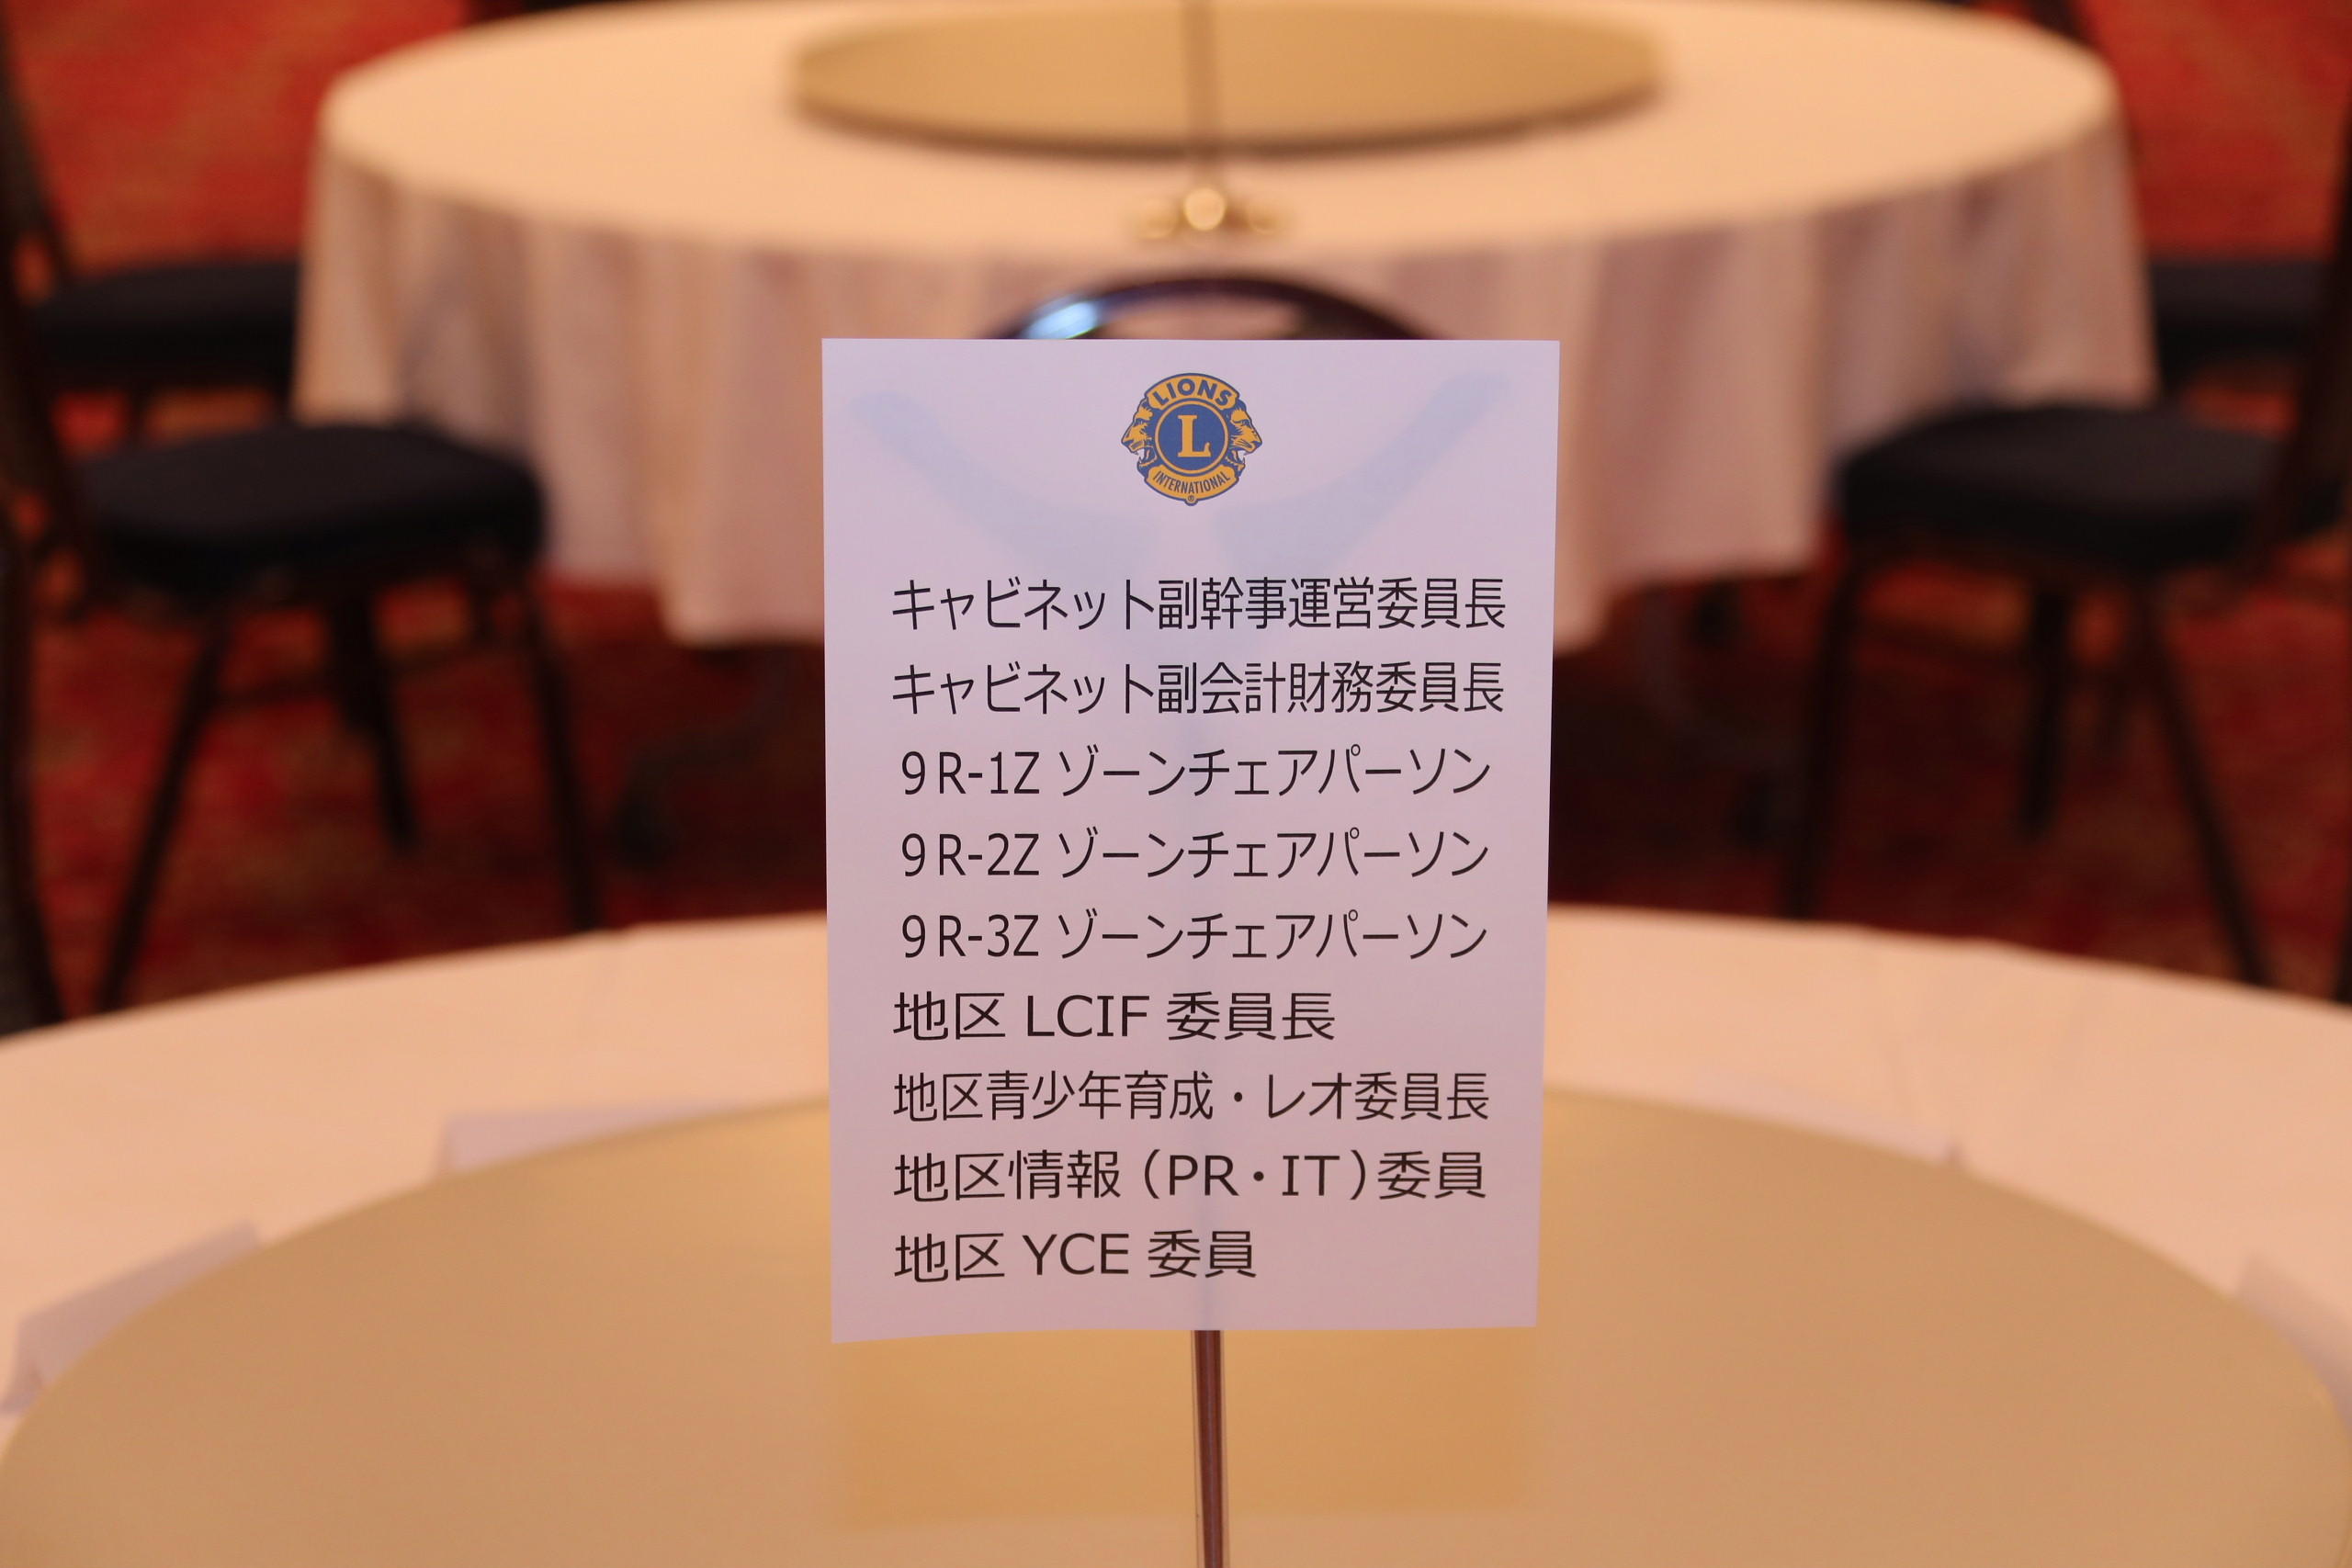 LIONS
L
INTERNATIONAL
®
キャビネット副幹事運営委員長
キャビネット副会計財務委員長
9R-1Z ゾーンチェアパーソン
9R-2Z ゾーンチェアパーソン
9R-3Z ゾーンチェアパーソン
地区 LCIF 委員長
地区青少年育成・レオ委員長
地区情報(PR・IT)委員
地区 YCE 委員